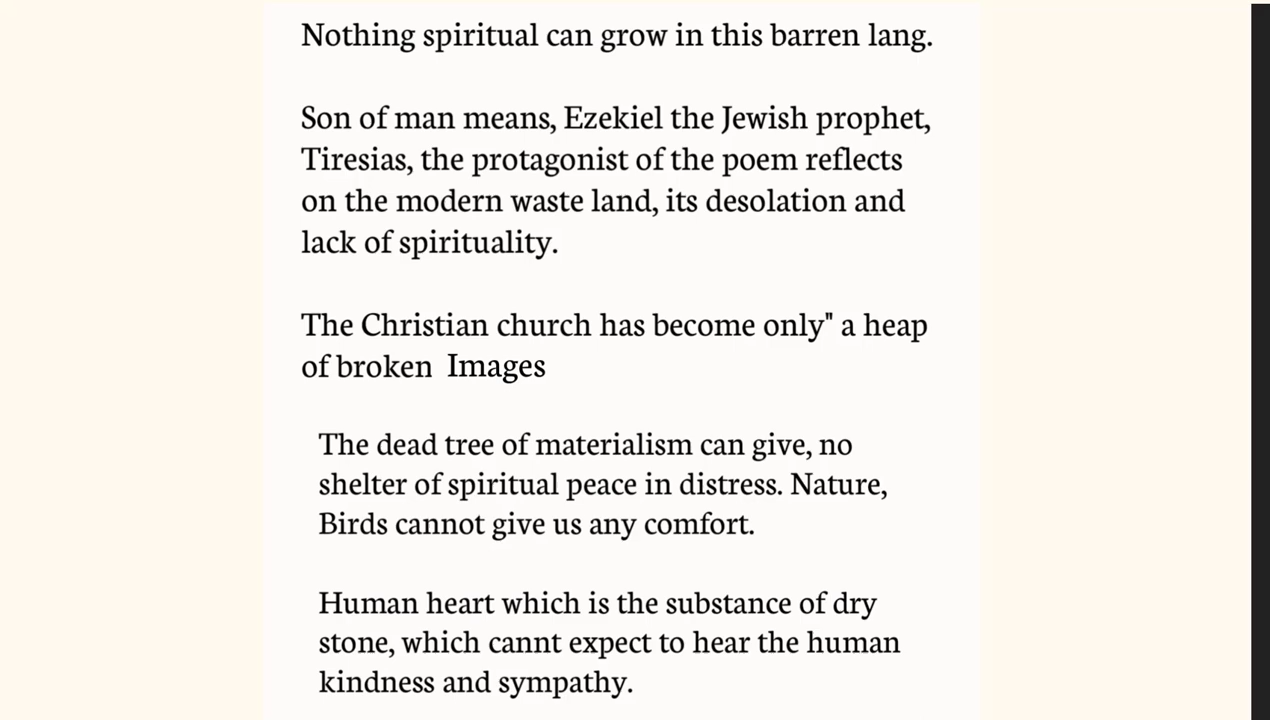 Nothing spiritual can grow in this barren lang.
Son of man means, Ezekiel the Jewish prophet,
Tiresias, the protagonist of the poem reflects
on the modern waste land, its desolation and
lack of spirituality.
The Christian church has become only" a heap
of broken Images
The dead tree of materialism can give, no
shelter of spiritual peace in distress. Nature,
Birds cannot give us any comfort.
Human heart which is the substance of dry
stone, which cannt expect to hear the human
kindness and sympathy.